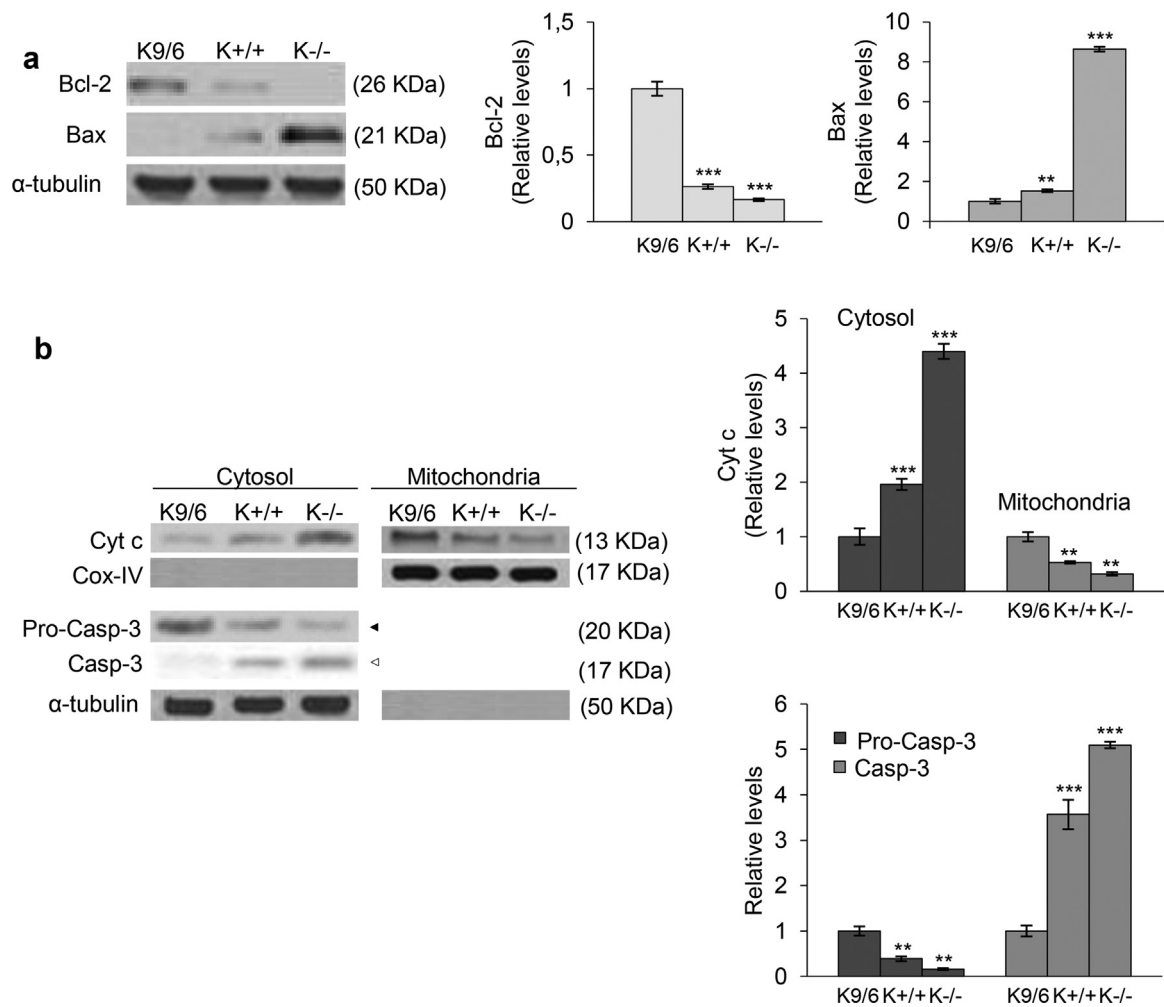 a
K9/6 K+/+ K-/-
Bcl-2 (26 KDa)
Bax (21 KDa)
α-tubulin (50 KDa)
Bcl-2
(Relative levels)
1,5
1
0,5
0
***
***
K9/6 K+/+ K-/-
Bax
(Relative levels)
10
8
6
4
2
0
**
***
K9/6 K+/+ K-/-
b
Cytosol Mitochondria
K9/6 K+/+ K-/- K9/6 K+/+ K-/-
Cyt c (13 KDa)
Cox-IV (17 KDa)
Pro-Casp-3 (20 KDa)
Casp-3 (17 KDa)
α-tubulin (50 KDa)
Cyt c
(Relative levels)
5
4
3
2
1
0
Cytosol
***
***
Mitochondria
**
**
K9/6 K+/+ K-/- K9/6 K+/+ K-/-
Relative levels
6
5
4
3
2
1
0
Pro-Casp-3
Casp-3
**
**
***
***
K9/6 K+/+ K-/- K9/6 K+/+ K-/-